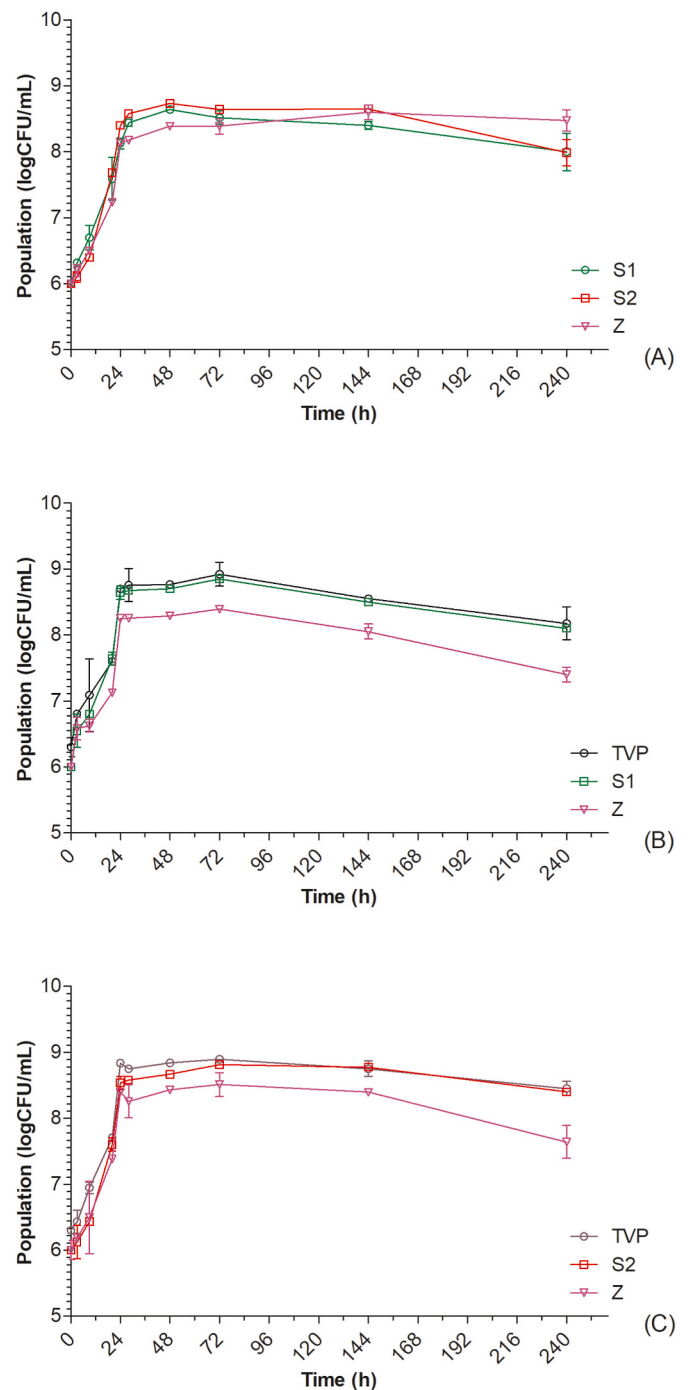 10
9
8
7
6
5
Population (logCFU/mL)
S1
S2
Z
0 24 48 72 96 120 144 168 192 216 240
Time (h)
(A)
10
9
8
7
6
5
Population (logCFU/mL)
TVP
S1
Z
0 24 48 72 96 120 144 168 192 216 240
Time (h)
(B)
10
9
8
7
6
5
Population (logCFU/mL)
TVP
S2
Z
0 24 48 72 96 120 144 168 192 216 240
Time (h)
(C)